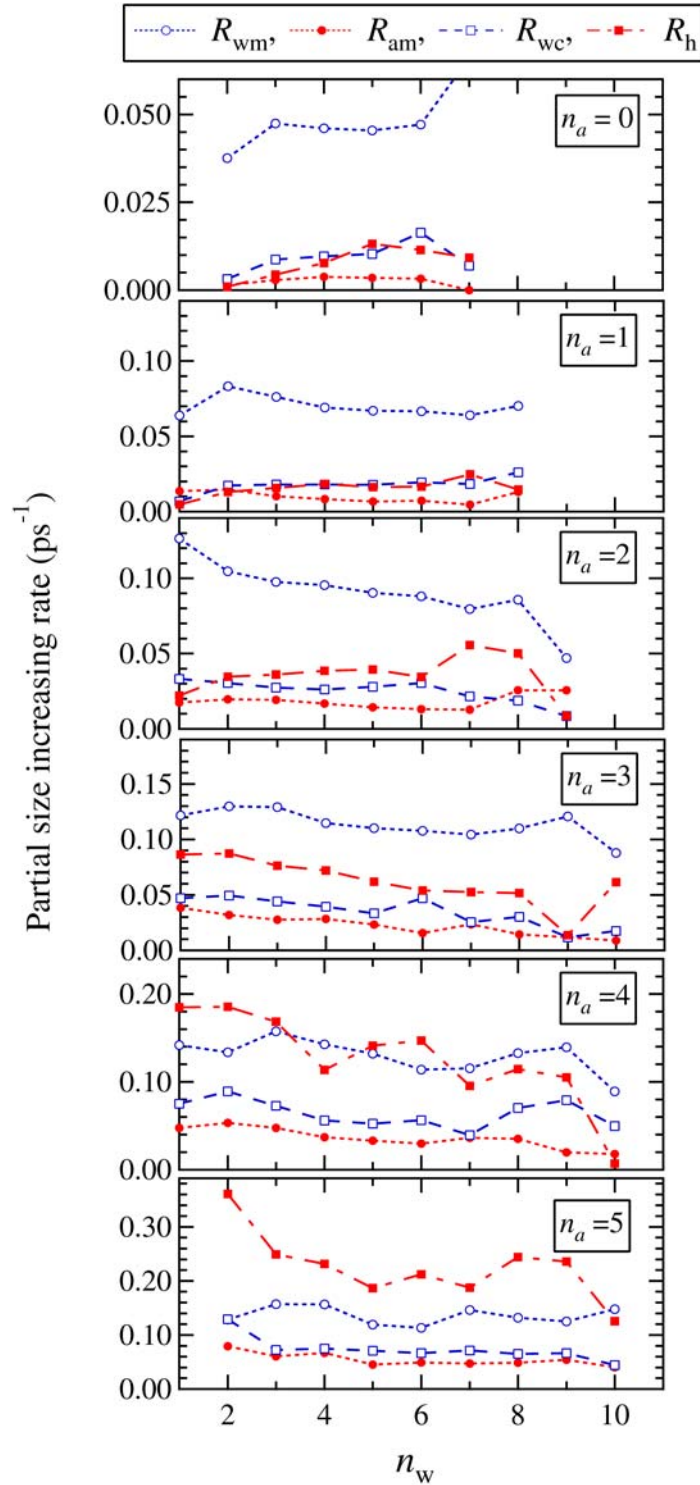 R_wm, R_am, R_wc, R_h
Partial size increasing rate (ps^-1)
0.050
0.025
0.000
n_a = 0
0.10
0.05
0.00
n_a =1
0.10
0.05
0.00
n_a =2
0.15
0.10
0.05
0.00
n_a =3
0.20
0.10
0.00
n_a =4
0.30
0.20
0.10
0.00
n_a =5
2 4 6 8 10
n_w